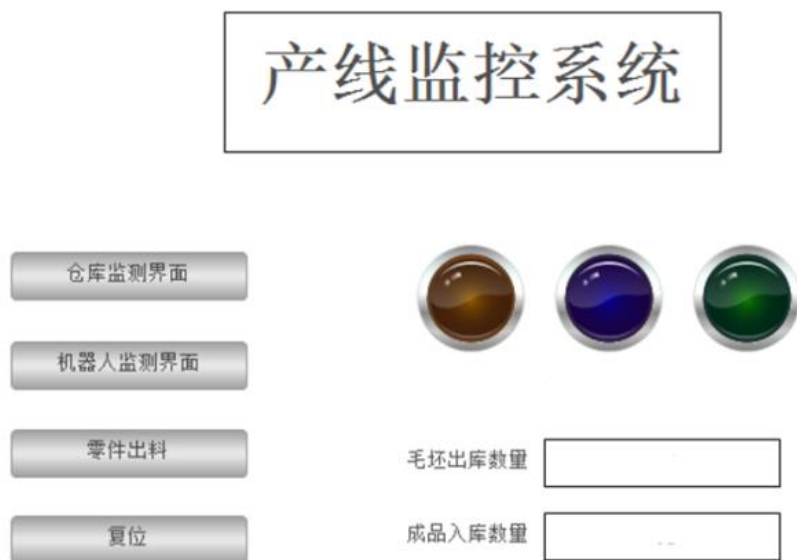 产线监控系统
仓库监测界面
机器人监测界面
零件出料
毛坯出库数量
复位
成品入库数量